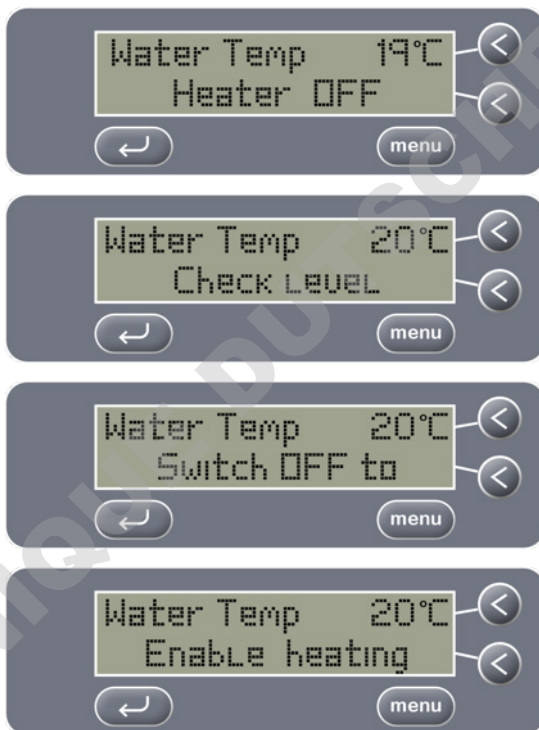 Water Temp 19°C
Heater OFF
menu
Water Temp 20°C
Check Level
menu
Water Temp 20°C
Switch OFF to
menu
Water Temp 20°C
Enable heating
menu